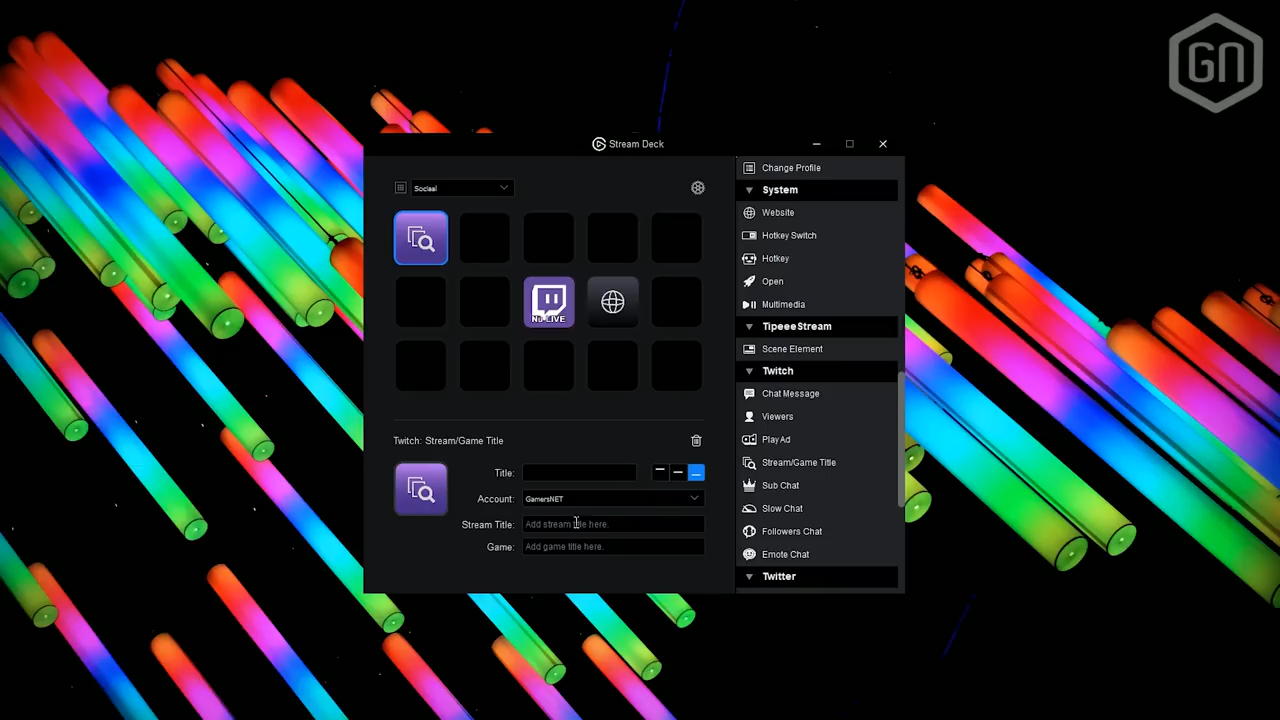 GN
Stream Deck
Sociaal
Change Profile
System
Website
Hotkey Switch
Hotkey
Open
Multimedia
TipeeeStream
Scene Element
Twitch
Chat Message
Viewers
Play Ad
Stream/Game Title
Sub Chat
Slow Chat
Followers Chat
Emote Chat
Twitter
Nu LIVE
Twitch: Stream/Game Title
Title:
Account: GamersNET
Stream Title: Add stream title here.
Game: Add game title here.